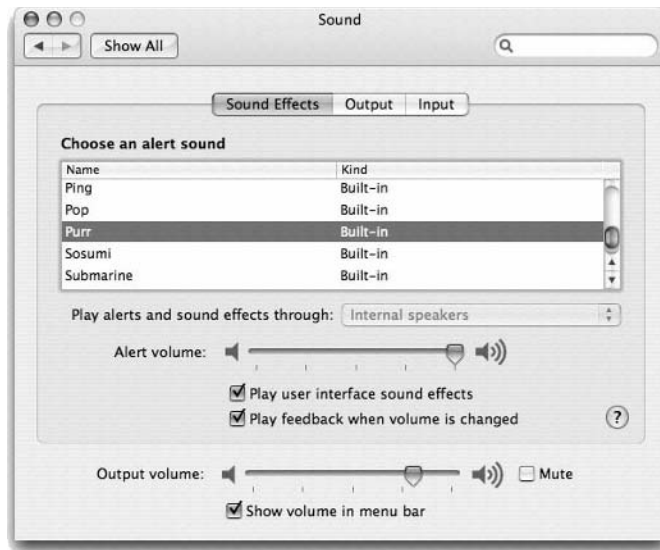 Sound
Show All
Sound Effects Output Input
Choose an alert sound
Name Kind
Ping Built-in
Pop Built-in
Purr Built-in
Sosumi Built-in
Submarine Built-in
Play alerts and sound effects through: Internal speakers
Alert volume:
Play user interface sound effects
Play feedback when volume is changed
?
Output volume: Mute
Show volume in menu bar